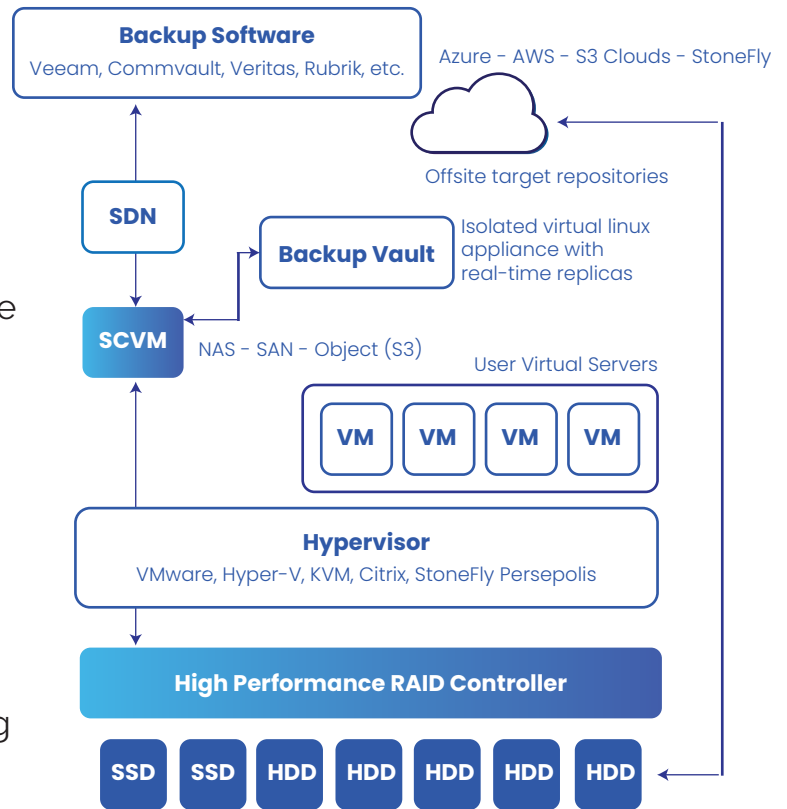 Backup Software
Veeam, Commvault, Veritas, Rubrik, etc.
Azure - AWS - S3 Clouds - StoneFly
Offsite target repositories
SDN
Backup Vault
Isolated virtual linux
appliance with
real-time replicas
e
SCVM
NAS - SAN - Object (S3)
User Virtual Servers
VM VM VM VM
Hypervisor
VMware, Hyper-V, KVM, Citrix, StoneFly Persepolis
High Performance RAID Controller
g
SSD SSD HDD HDD HDD HDD HDD